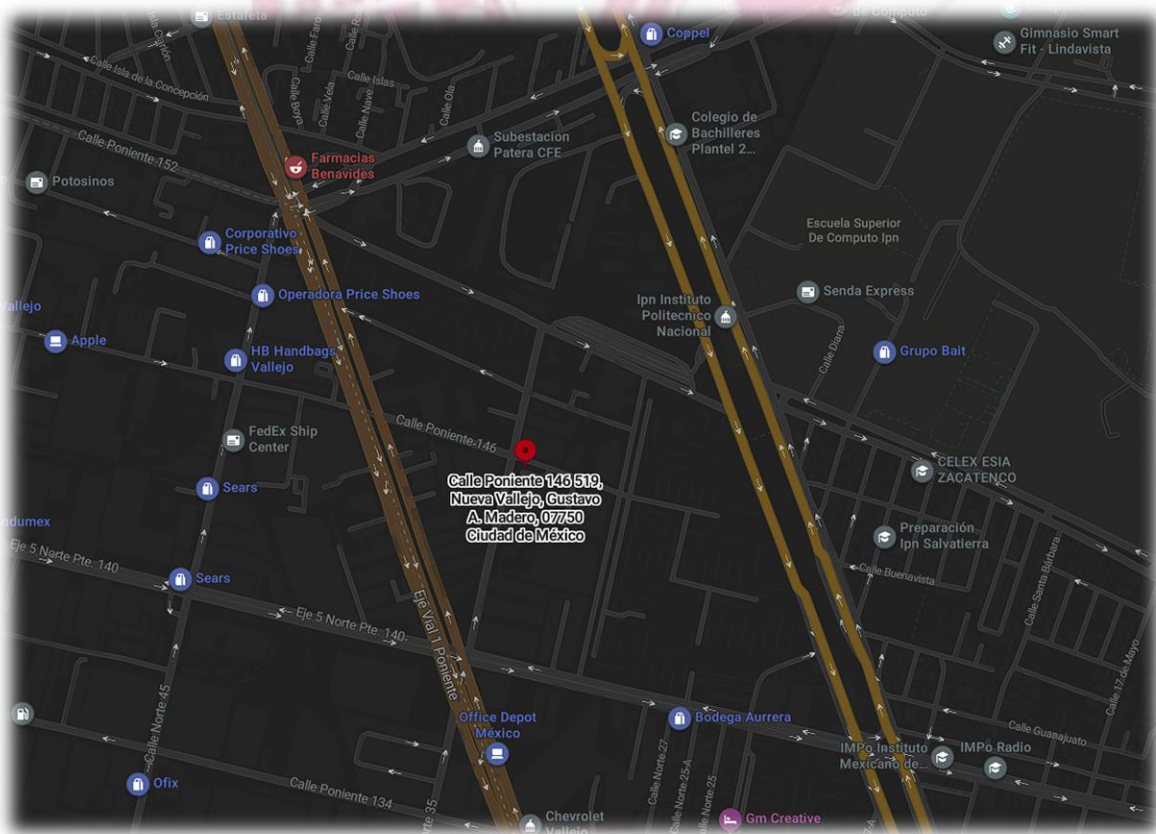 Estafeta
de Computo
Coppel
Gimnasio Smart
Fit - Lindavista
Calle Isla de la Concepción
Calle Islas
Calle Boya
Calle Vela
Calle Nave
Calle Ola
Colegio de
Bachilleres
Plantel 2...
Subestacion
Patera CFE
Calle Poniente 152
Farmacias
Benavides
Potosinos
Corporativo
Price Shoes
Escuela Superior
De Computo Ipn
Operadora Price Shoes
Senda Express
Ipn Instituto
Politecnico
Nacional
Vallejo
Apple
HB Handbags
Vallejo
Calle Diana
Grupo Bait
Calle Poniente 146
FedEx Ship
Center
Calle Poniente 146 519,
Nueva Vallejo, Gustavo
A. Madero, 07750
Ciudad de México
CELEX ESIA
ZACATENCO
Sears
ndumex
Preparación
Ipn Salvatierra
Eje 5 Norte Pte. 140
Sears
Calle Buenavista
Calle Santa Bárbara
Eje 5 Norte Pte. 140
Eje Vial 1 Poniente
Calle 17 de Mayo
Calle Norte 45
Office Depot
México
Bodega Aurrera
Calle Guanajuato
IMPo Instituto
Mexicano de...
IMPo Radio
Calle Norte 27
Calle Norte 25-A
Calle Norte 25
Ofix
Calle Poniente 134
Chevrolet
Vallejo
Gm Creative